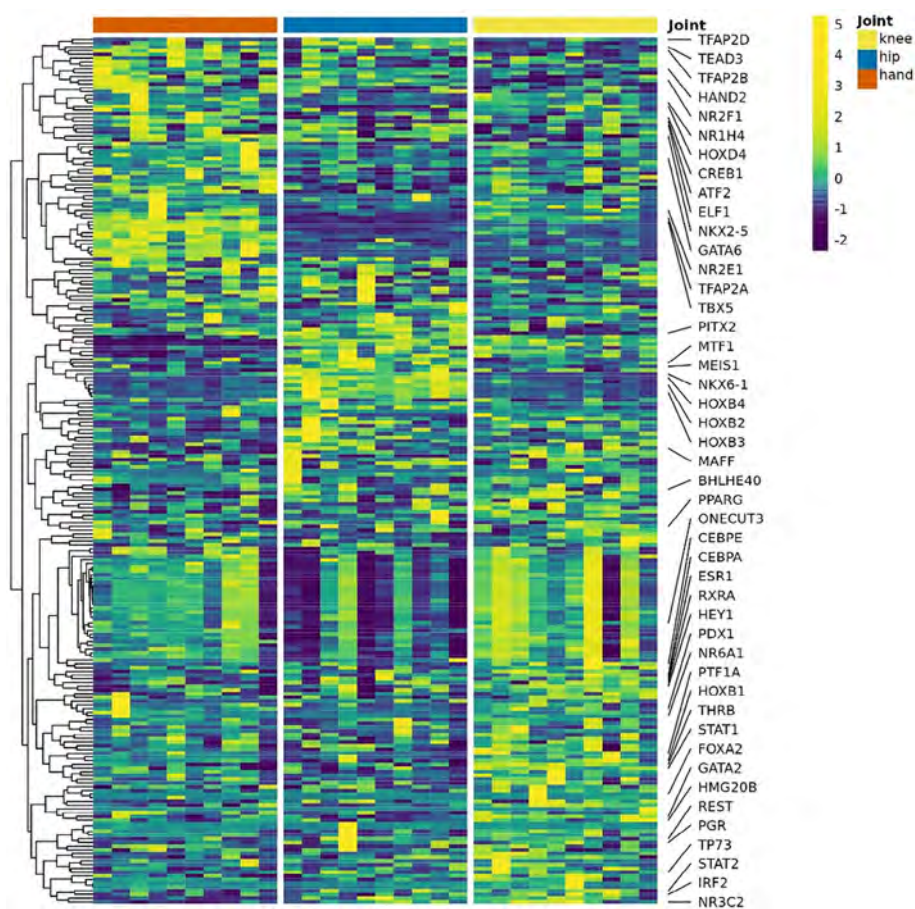 Joint
TFAP2D
TEAD3
TFAP2B
HAND2
NR2F1
NR1H4
HOXD4
CREB1
ATF2
ELF1
NKX2-5
GATA6
NR2E1
TFAP2A
TBX5
PITX2
MTF1
MEIS1
NKX6-1
HOXB4
HOXB2
HOXB3
MAFF
BHLHE40
PPARG
ONECUT3
CEBPE
CEBPA
ESR1
RXRA
HEY1
PDX1
NR6A1
PTF1A
HOXB1
THRB
STAT1
FOXA2
GATA2
HMG20B
REST
PGR
TP73
STAT2
IRF2
NR3C2
5
4
3
2
1
0
-1
-2
Joint
knee
hip
hand